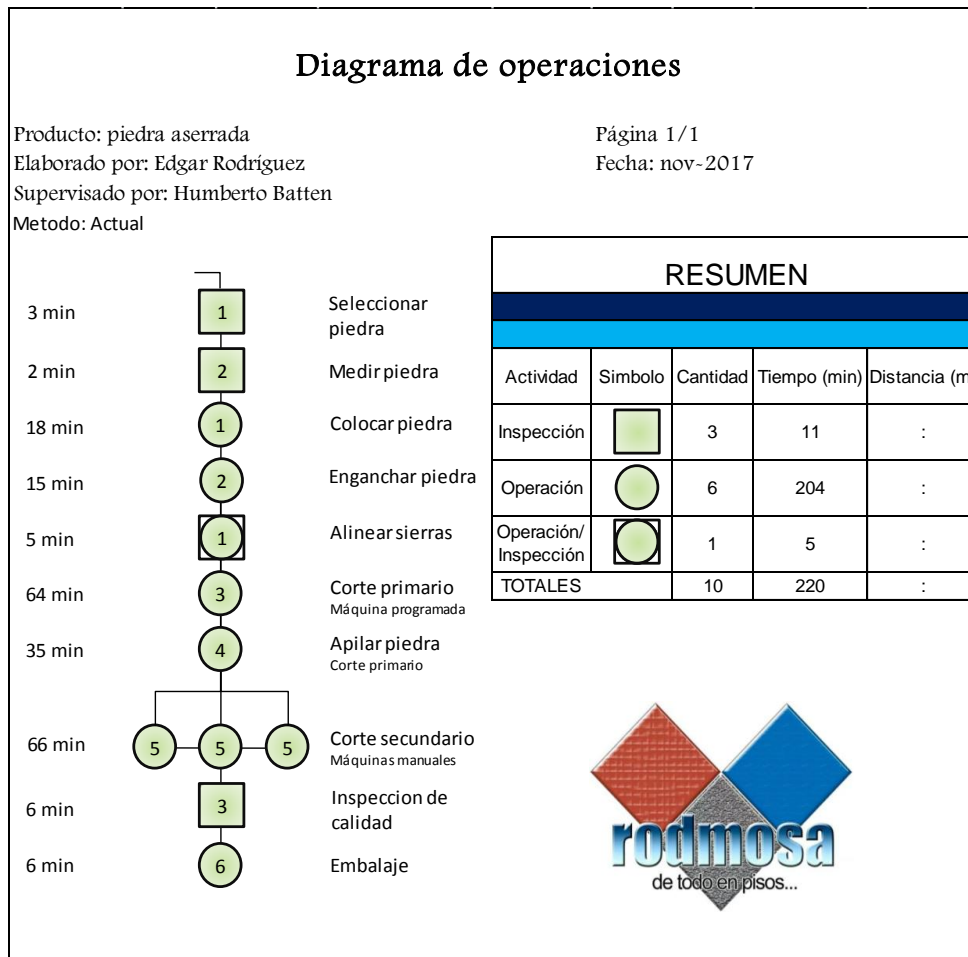 Diagrama de operaciones
Producto: piedra aserrada
Página 1/1
Elaborado por: Edgar Rodríguez
Fecha: nov-2017
Supervisado por: Humberto Batten
Metodo: Actual
3 min 1 Seleccionar
piedra
2 min 2 Medir piedra
18 min 1 Colocar piedra
15 min 2 Enganchar piedra
5 min 1 Alinear sierras
64 min 3 Corte primario
Máquina programada
35 min 4 Apilar piedra
Corte primario
66 min 5 5 5 Corte secundario
Máquinas manuales
6 min 3 Inspeccion de
calidad
6 min 6 Embalaje
RESUMEN
Actividad Simbolo Cantidad Tiempo (min) Distancia (m
Inspección 3 11 :
Operación 6 204 :
Operación/
Inspección 1 5 :
TOTALES 10 220 :
rodmosa
de todo en pisos...